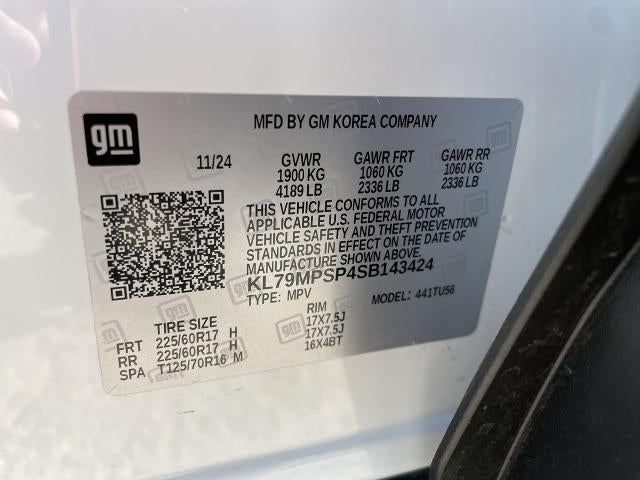 gm
MFD BY GM KOREA COMPANY
11/24 GVWR GAWR FRT GAWR RR
1900 KG 1060 KG 1060 KG
4189 LB 2336 LB 2336 LB
THIS VEHICLE CONFORMS TO ALL
APPLICABLE U.S. FEDERAL MOTOR
VEHICLE SAFETY AND THEFT PREVENTION
STANDARDS IN EFFECT ON THE DATE OF
MANUFACTURE SHOWN ABOVE.
KL79MPSP4SB143424
TYPE: MPV MODEL: 441TU56
TIRE SIZE RIM
FRT 225/60R17 H 17X7.5J
RR 225/60R17 H 17X7.5J
SPA T125/70R16 M 16X4BT